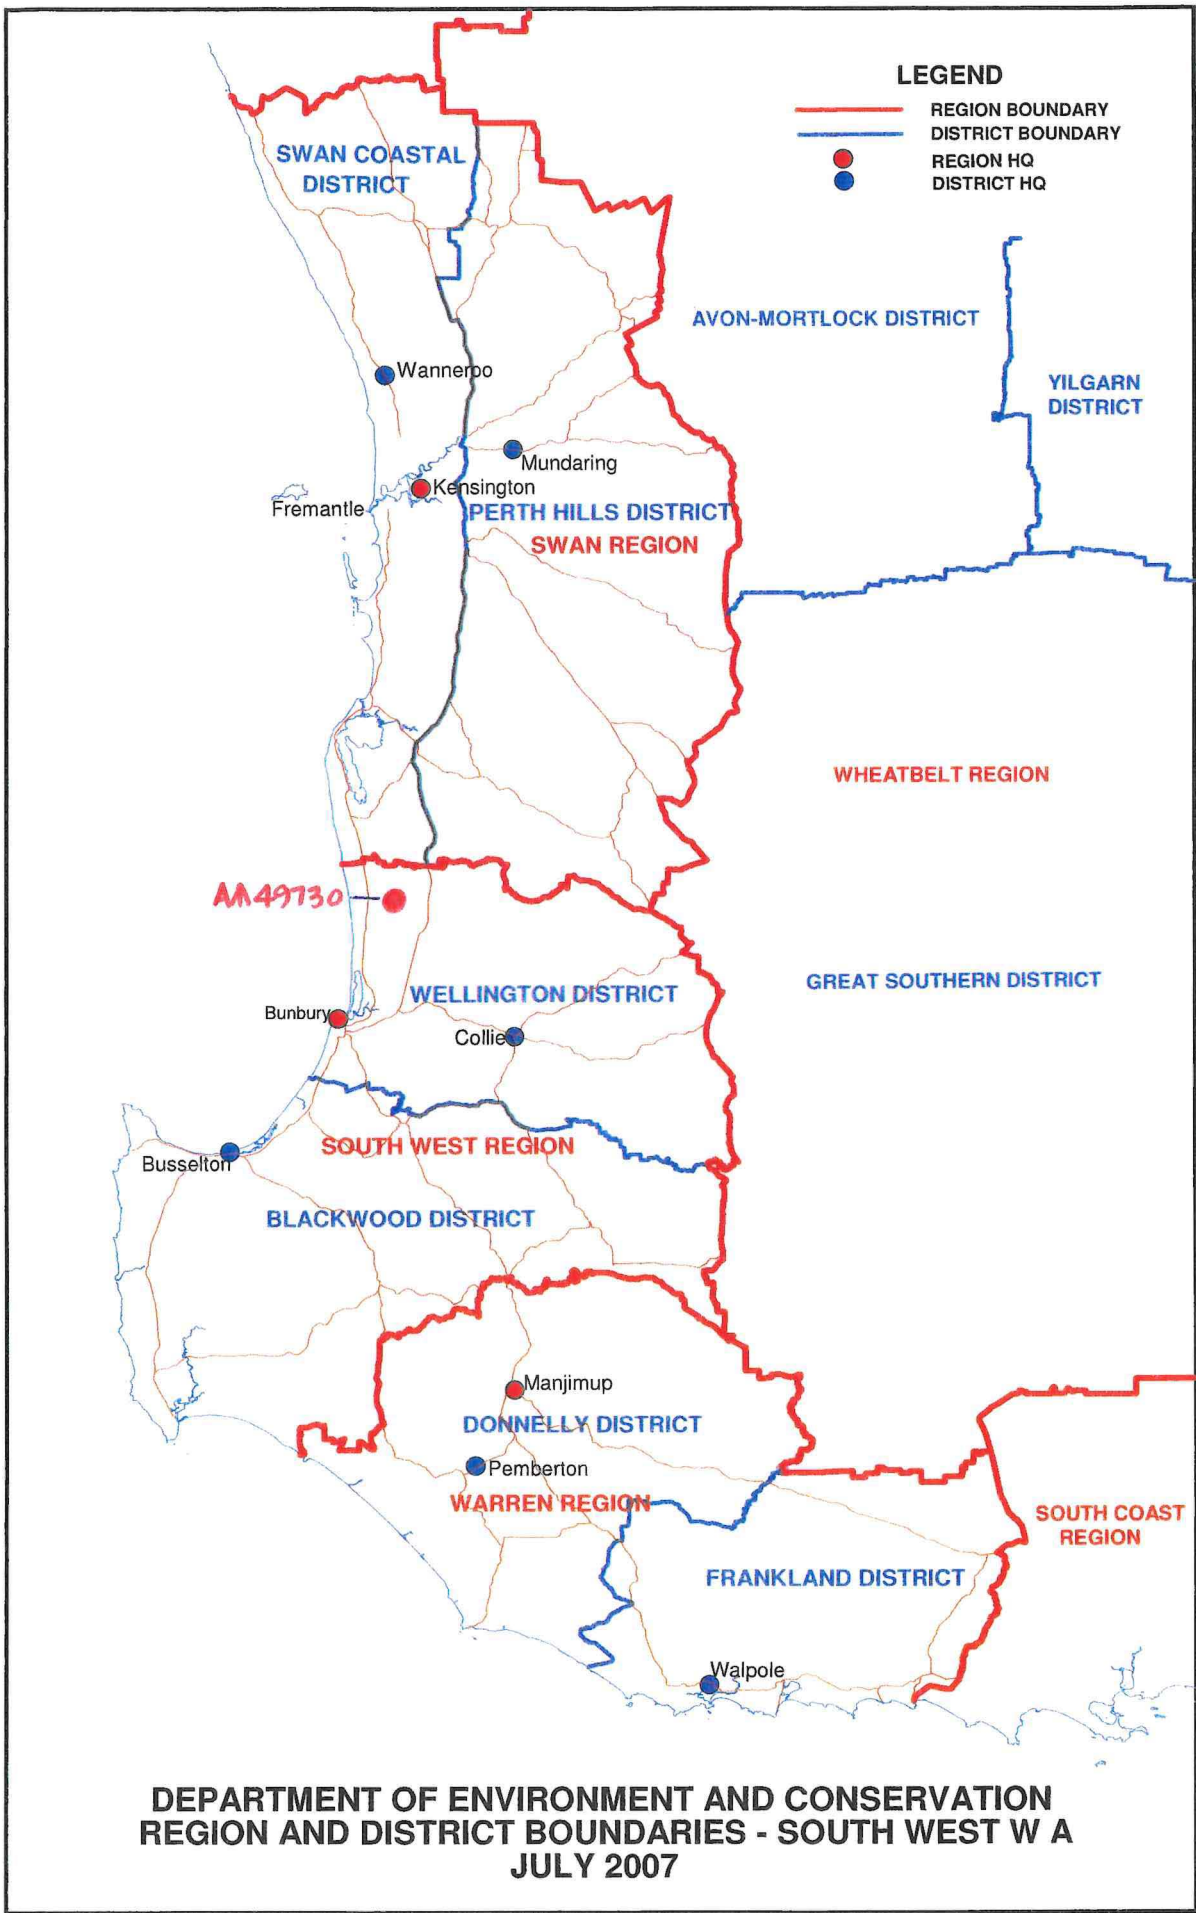 LEGEND
REGION BOUNDARY
DISTRICT BOUNDARY
REGION HQ
DISTRICT HQ
SWAN COASTAL
DISTRICT
AVON-MORTLOCK DISTRICT
YILGARN
DISTRICT
Wanneroo
Mundaring
Kensington
Fremantle
PERTH HILLS DISTRICT
SWAN REGION
WHEATBELT REGION
AA49730
GREAT SOUTHERN DISTRICT
WELLINGTON DISTRICT
Bunbury
Collie
SOUTH WEST REGION
Busselton
BLACKWOOD DISTRICT
Manjimup
DONNELLY DISTRICT
Pemberton
WARREN REGION
SOUTH COAST
REGION
FRANKLAND DISTRICT
Walpole
DEPARTMENT OF ENVIRONMENT AND CONSERVATION
REGION AND DISTRICT BOUNDARIES - SOUTH WEST W A
JULY 2007